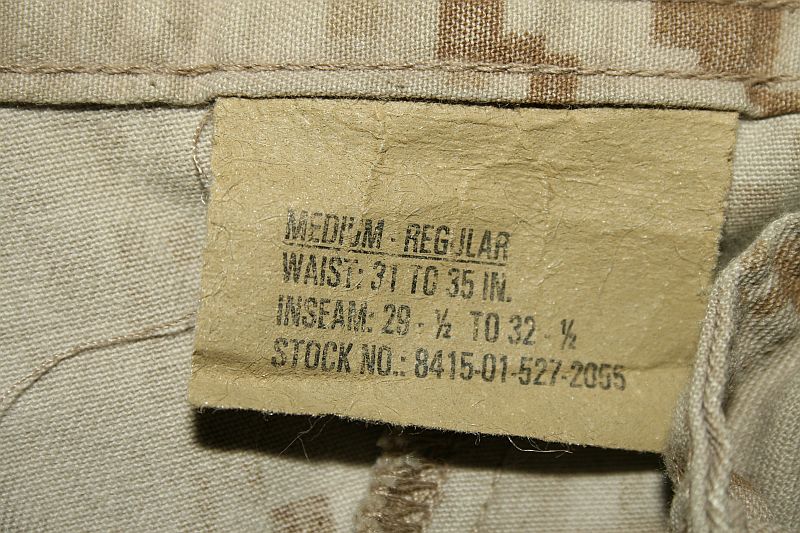 MEDIUM - REGULAR
WAIST: 31 TO 35 IN.
INSEAM: 29 - ½ TO 32 - ½
STOCK NO.: 8415-01-527-2055